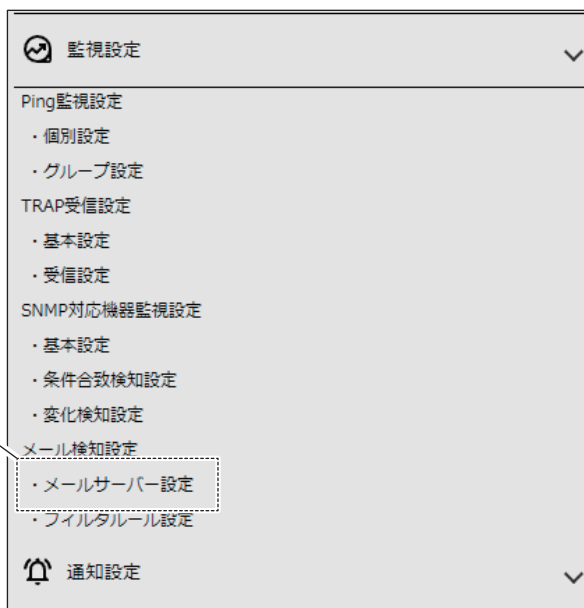 監視設定
Ping監視設定
・個別設定
・グループ設定
TRAP受信設定
・基本設定
・受信設定
SNMP対応機器監視設定
・基本設定
・条件合致検知設定
・変化検知設定
メール検知設定
・メールサーバー設定
・フィルタルール設定
通知設定